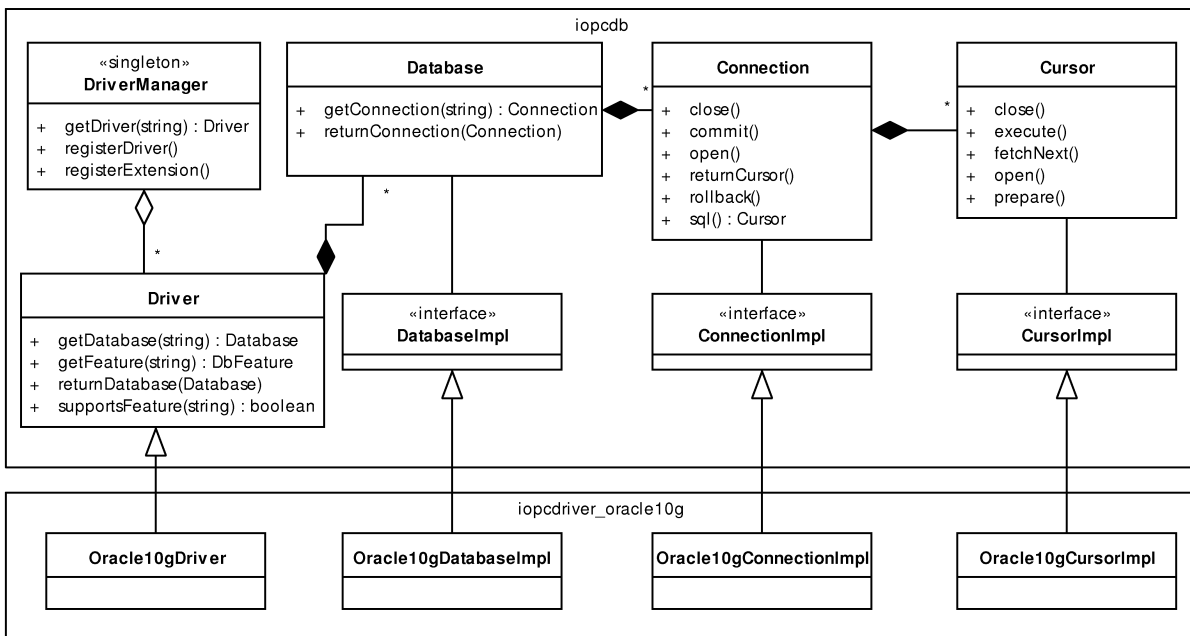 iopcdb
«singleton»
DriverManager
+ getDriver(string) : Driver
+ registerDriver()
+ registerExtension()
Database
+ getConnection(string) : Connection
+ returnConnection(Connection)
Connection
+ close()
+ commit()
+ open()
+ returnCursor()
+ rollback()
+ sql() : Cursor
Cursor
+ close()
+ execute()
+ fetchNext()
+ open()
+ prepare()
*
*
*
*
Driver
+ getDatabase(string) : Database
+ getFeature(string) : DbFeature
+ returnDatabase(Database)
+ supportsFeature(string) : boolean
«interface»
DatabaseImpl
«interface»
ConnectionImpl
«interface»
CursorImpl
iopcdriver_oracle10g
Oracle10gDriver
Oracle10gDatabaseImpl
Oracle10gConnectionImpl
Oracle10gCursorImpl